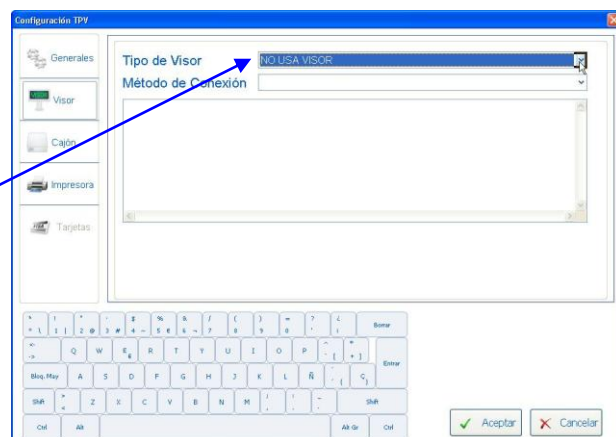 Configuración TPV
Generales
Visor
Cajón
Impresora
Tarjetas
Tipo de Visor NO USA VISOR
Método de Conexión
Borrar
Q W E R T Y U I O P
Entrar
Bloq. May A S D F G H J K L Ñ
Shift Z X C V B N M Shift
Ctrl Alt Alt Gr Ctrl
Aceptar Cancelar